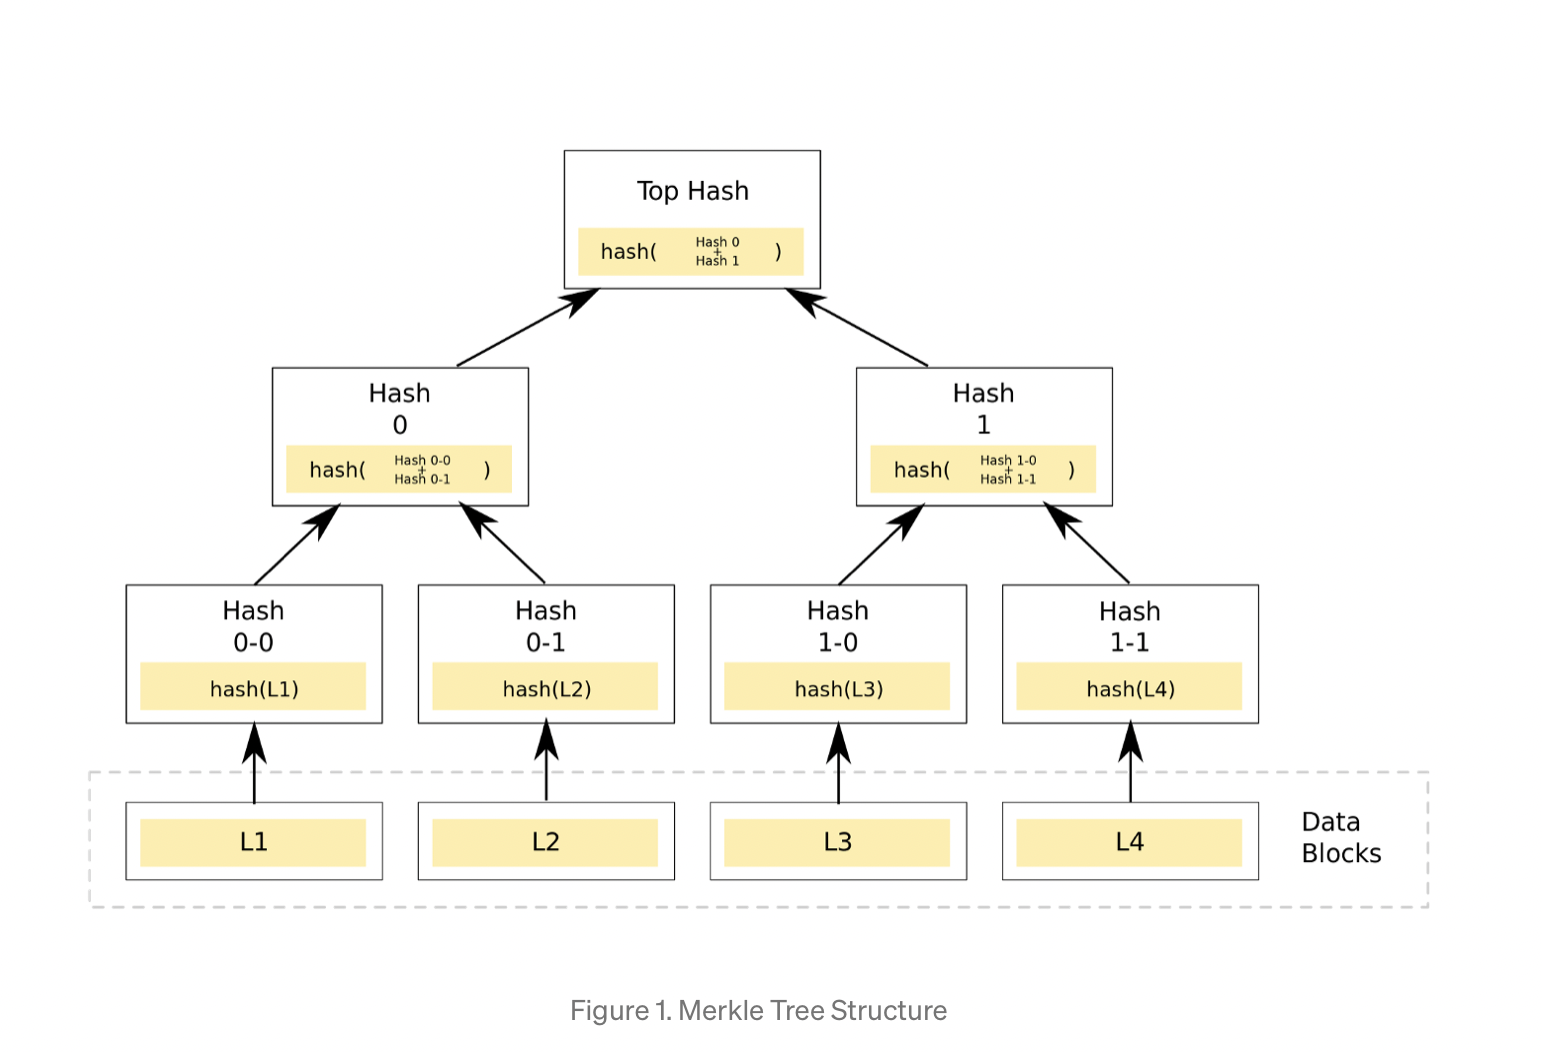 Top Hash
hash( Hash 0 + Hash 1 )
Hash
0
hash( Hash 0-0 + Hash 0-1 )
Hash
1
hash( Hash 1-0 + Hash 1-1 )
Hash
0-0
hash(L1)
Hash
0-1
hash(L2)
Hash
1-0
hash(L3)
Hash
1-1
hash(L4)
L1
L2
L3
L4
Data
Blocks
Figure 1. Merkle Tree Structure